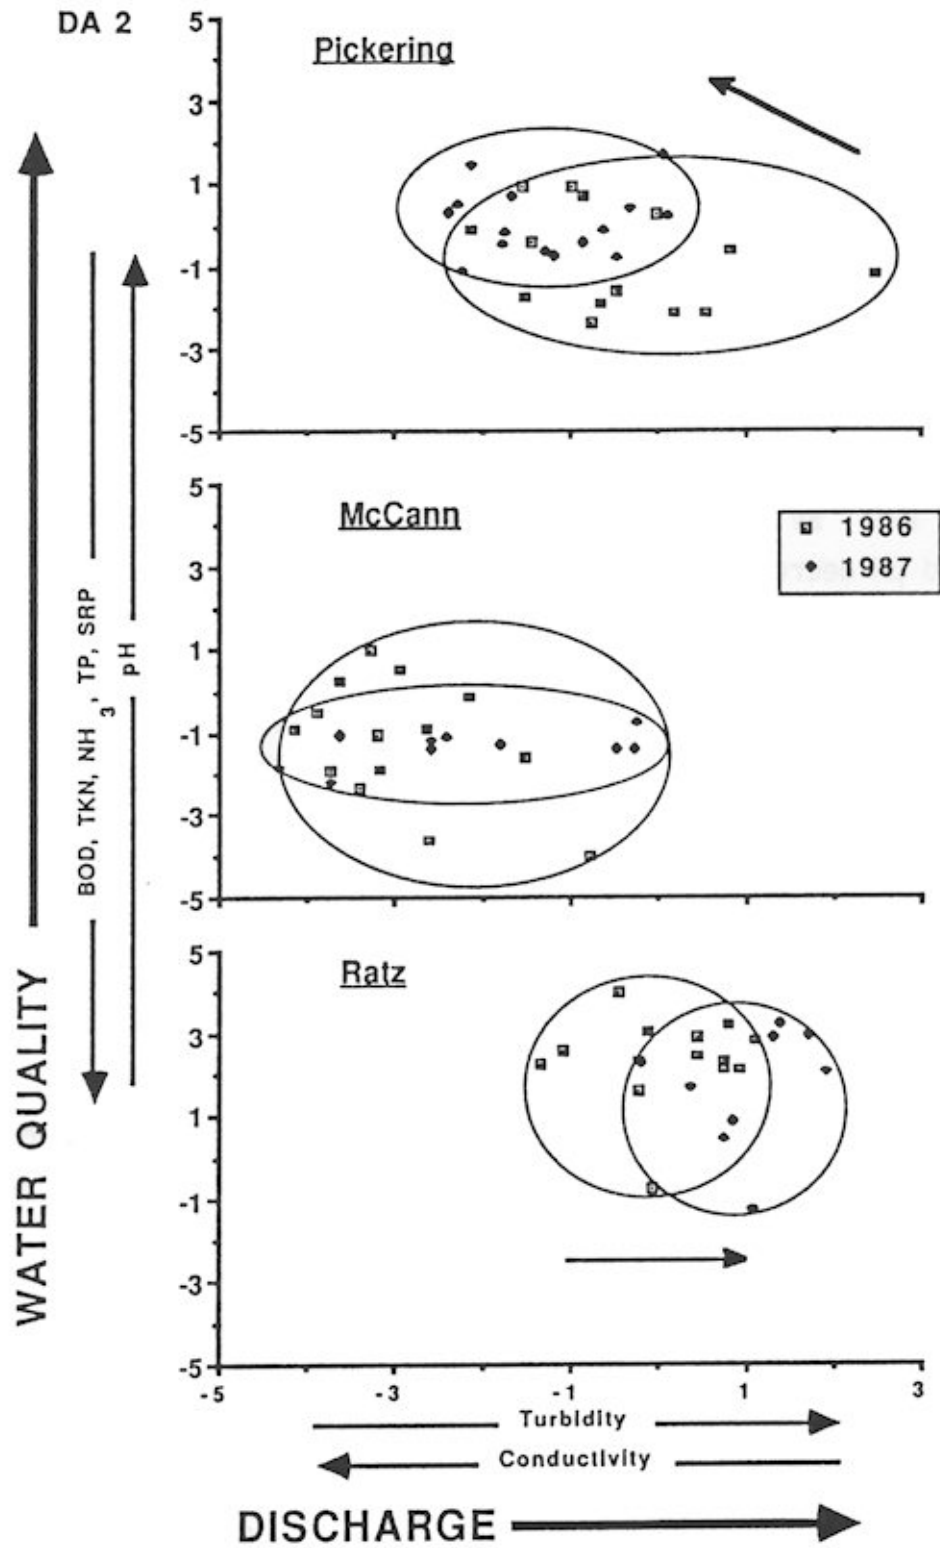 DA 2
Pickering
5
3
1
-1
-3
-5
McCann
1986
1987
5
3
1
-1
-3
-5
Ratz
5
3
1
-1
-3
-5
-5 -3 -1 1 3
Turbidity
Conductivity
DISCHARGE
WATER QUALITY
BOD, TKN, NH3, TP, SRP
pH